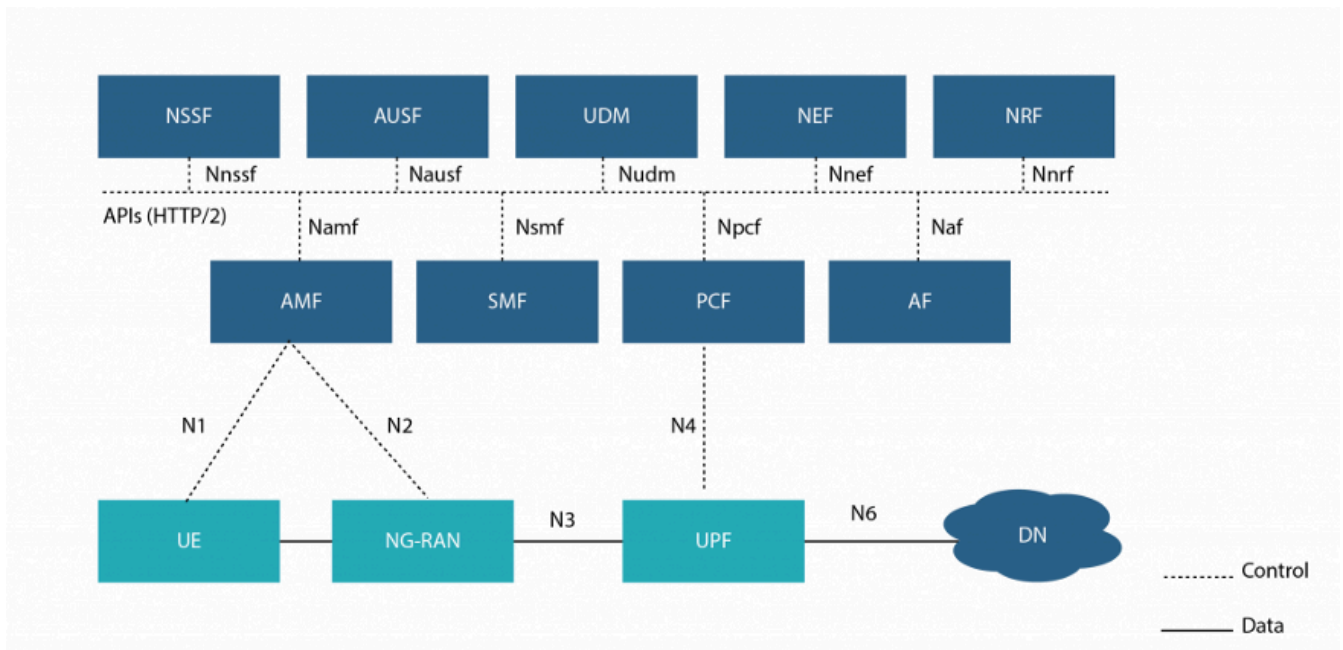 NSSF
AUSF
UDM
NEF
NRF
Nnssf
Nausf
Nudm
Nnef
Nnrf
APIs (HTTP/2)
Namf
Nsmf
Npcf
Naf
AMF
SMF
PCF
AF
N1
N2
N4
UE
NG-RAN
N3
UPF
N6
DN
Control
Data